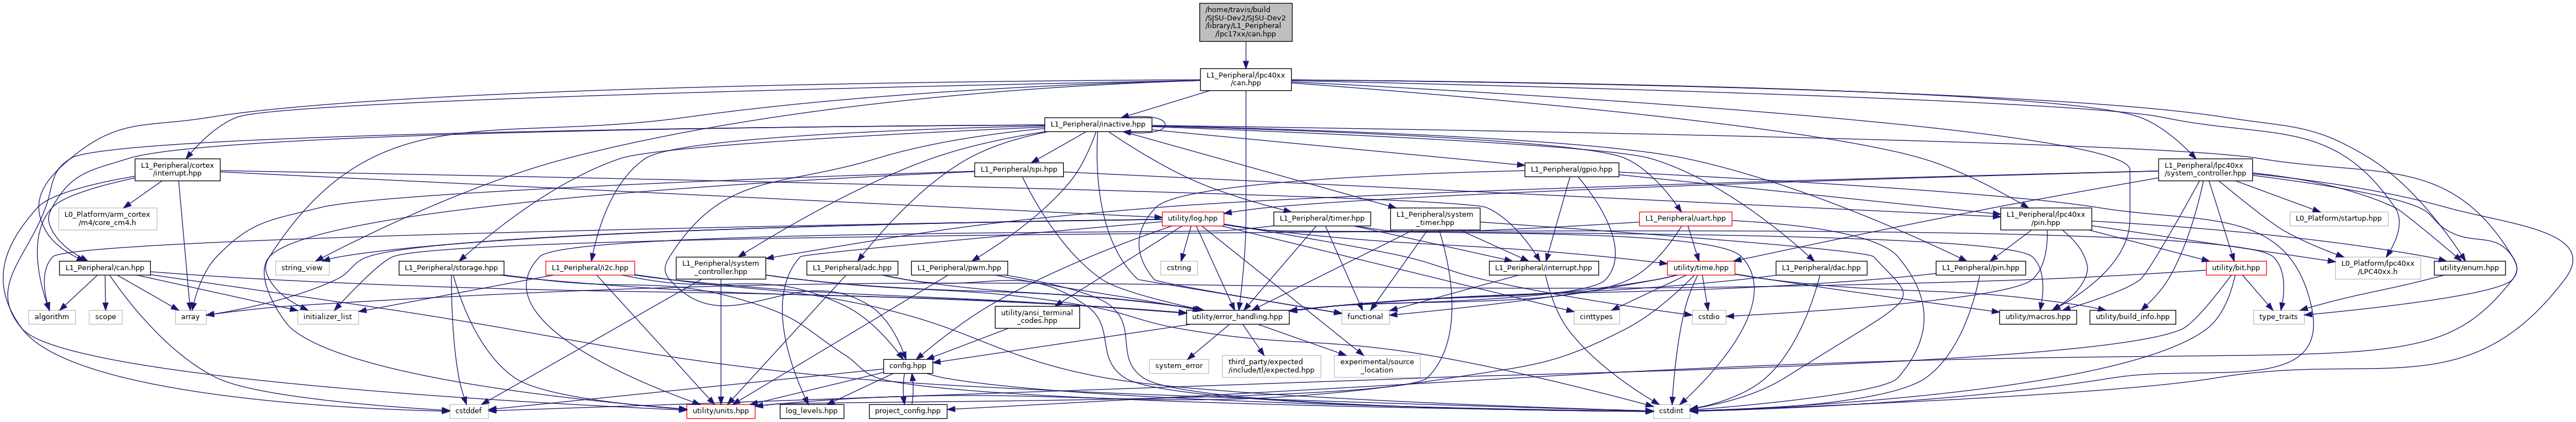 /home/travis/build
/SJSU-Dev2/SJSU-Dev2
/library/L1_Peripheral
/lpc17xx/can.hpp
L1_Peripheral/lpc40xx
/can.hpp
L1_Peripheral/inactive.hpp
L1_Peripheral/cortex
/interrupt.hpp
L1_Peripheral/spi.hpp
L1_Peripheral/gpio.hpp
L1_Peripheral/lpc40xx
/system_controller.hpp
L0_Platform/arm_cortex
/m4/core_cm4.h
utility/log.hpp
L1_Peripheral/timer.hpp
L1_Peripheral/system
_timer.hpp
L1_Peripheral/uart.hpp
L1_Peripheral/lpc40xx
/pin.hpp
L0_Platform/startup.hpp
L1_Peripheral/can.hpp
string_view
L1_Peripheral/storage.hpp
L1_Peripheral/i2c.hpp
L1_Peripheral/system
_controller.hpp
L1_Peripheral/adc.hpp
L1_Peripheral/pwm.hpp
cstring
L1_Peripheral/interrupt.hpp
utility/time.hpp
L1_Peripheral/dac.hpp
L1_Peripheral/pin.hpp
utility/bit.hpp
L0_Platform/lpc40xx
/LPC40xx.h
utility/enum.hpp
algorithm
scope
array
initializer_list
utility/ansi_terminal
_codes.hpp
utility/error_handling.hpp
functional
cinttypes
cstdio
utility/macros.hpp
utility/build_info.hpp
type_traits
config.hpp
system_error
third_party/expected
/include/tl/expected.hpp
experimental/source
_location
cstddef
utility/units.hpp
log_levels.hpp
project_config.hpp
cstdint